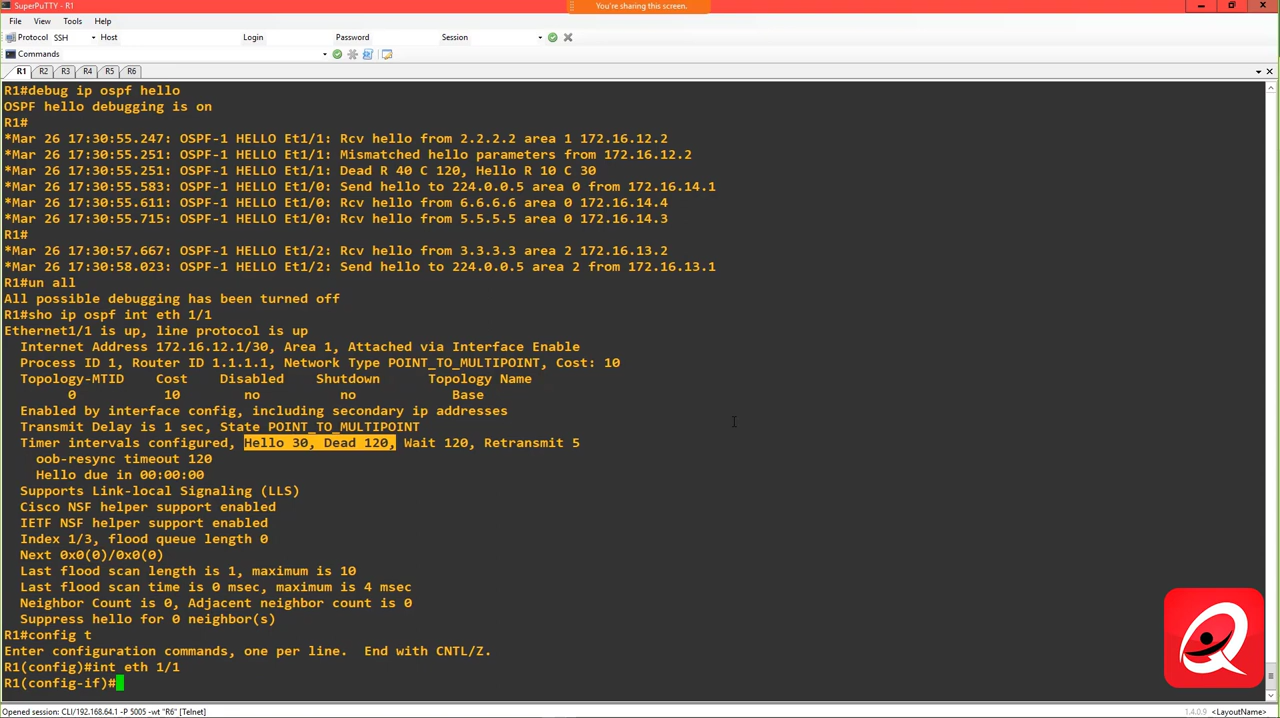 SuperPuTTY - R1
You're sharing this screen.
File View Tools Help
Protocol SSH Host Login Password Session
Commands
R1 R2 R3 R4 R5 R6
R1#debug ip ospf hello
OSPF hello debugging is on
R1#
*Mar 26 17:30:55.247: OSPF-1 HELLO Et1/1: Rcv hello from 2.2.2.2 area 1 172.16.12.2
*Mar 26 17:30:55.251: OSPF-1 HELLO Et1/1: Mismatched hello parameters from 172.16.12.2
*Mar 26 17:30:55.251: OSPF-1 HELLO Et1/1: Dead R 40 C 120, Hello R 10 C 30
*Mar 26 17:30:55.583: OSPF-1 HELLO Et1/0: Send hello to 224.0.0.5 area 0 from 172.16.14.1
*Mar 26 17:30:55.611: OSPF-1 HELLO Et1/0: Rcv hello from 6.6.6.6 area 0 172.16.14.4
*Mar 26 17:30:55.715: OSPF-1 HELLO Et1/0: Rcv hello from 5.5.5.5 area 0 172.16.14.3
R1#
*Mar 26 17:30:57.667: OSPF-1 HELLO Et1/2: Rcv hello from 3.3.3.3 area 2 172.16.13.2
*Mar 26 17:30:58.023: OSPF-1 HELLO Et1/2: Send hello to 224.0.0.5 area 2 from 172.16.13.1
R1#un all
All possible debugging has been turned off
R1#sho ip ospf int eth 1/1
Ethernet1/1 is up, line protocol is up
Internet Address 172.16.12.1/30, Area 1, Attached via Interface Enable
Process ID 1, Router ID 1.1.1.1, Network Type POINT_TO_MULTIPOINT, Cost: 10
Topology-MTID Cost Disabled Shutdown Topology Name
0 10 no no Base
Enabled by interface config, including secondary ip addresses
Transmit Delay is 1 sec, State POINT_TO_MULTIPOINT
Timer intervals configured, Hello 30, Dead 120, Wait 120, Retransmit 5
oob-resync timeout 120
Hello due in 00:00:00
Supports Link-local Signaling (LLS)
Cisco NSF helper support enabled
IETF NSF helper support enabled
Index 1/3, flood queue length 0
Next 0x0(0)/0x0(0)
Last flood scan length is 1, maximum is 10
Last flood scan time is 0 msec, maximum is 4 msec
Neighbor Count is 0, Adjacent neighbor count is 0
Suppress hello for 0 neighbor(s)
R1#config t
Enter configuration commands, one per line. End with CNTL/Z.
R1(config)#int eth 1/1
R1(config-if)#
Opened session: CLI/192.168.64.1 -P 5005 -wt "R6" [Telnet] 1.4.0.9 <LayoutName>